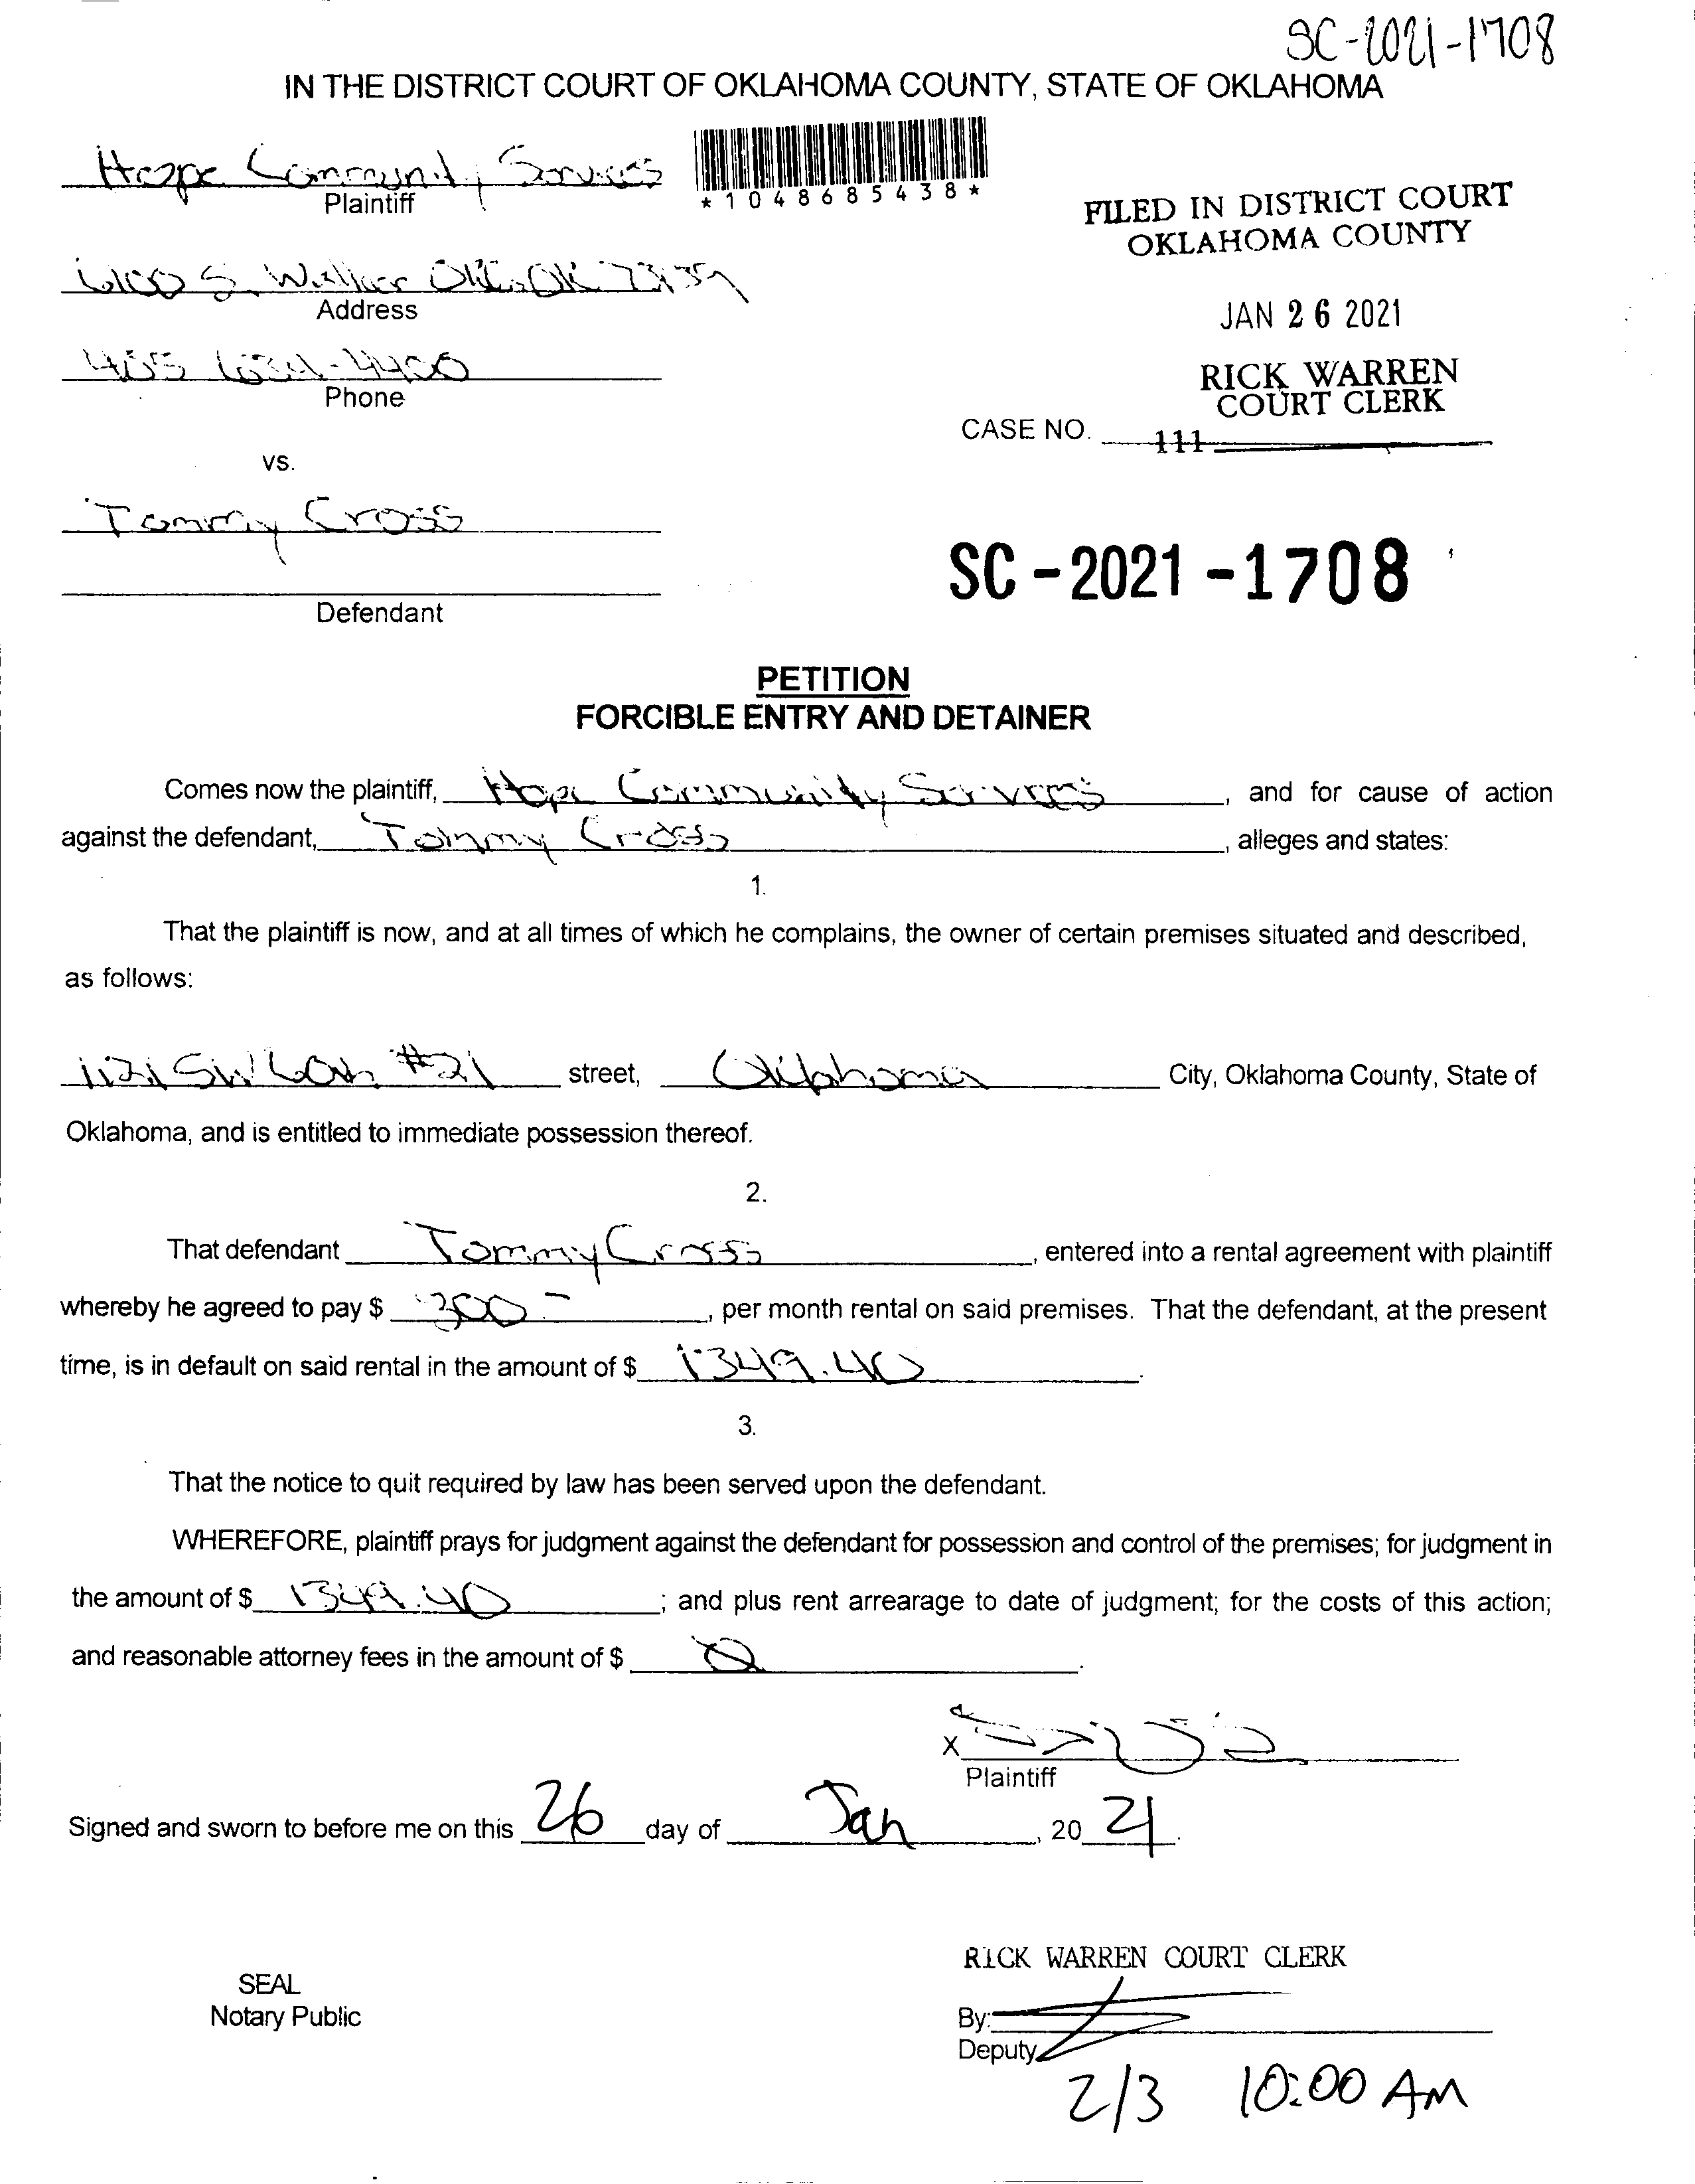 SC-2021-1708
IN THE DISTRICT COURT OF OKLAHOMA COUNTY, STATE OF OKLAHOMA
Hope Community Services
Plaintiff
*1048685438*
FILED IN DISTRICT COURT
OKLAHOMA COUNTY
6100 S. Walker OKC, OK 73139
Address
JAN 26 2021
405 634-4400
Phone
RICK WARREN
COURT CLERK
CASE NO. 111
vs.
Tommy Cross
SC-2021-1708
Defendant
PETITION
FORCIBLE ENTRY AND DETAINER
Comes now the plaintiff, Hope Community Services, and for cause of action
against the defendant, Tommy Cross, alleges and states:
1.
That the plaintiff is now, and at all times of which he complains, the owner of certain premises situated and described,
as follows:
1121 SW 60th #21 street, Oklahoma City, Oklahoma County, State of
Oklahoma, and is entitled to immediate possession thereof.
2.
That defendant Tommy Cross, entered into a rental agreement with plaintiff
whereby he agreed to pay $ 300 -, per month rental on said premises. That the defendant, at the present
time, is in default on said rental in the amount of $ 1349.40.
3.
That the notice to quit required by law has been served upon the defendant.
WHEREFORE, plaintiff prays for judgment against the defendant for possession and control of the premises; for judgment in
the amount of $ 1349.40; and plus rent arrearage to date of judgment; for the costs of this action;
and reasonable attorney fees in the amount of $ 0.
X
Plaintiff
Signed and sworn to before me on this 26 day of Jan, 20 21.
RICK WARREN COURT CLERK
SEAL
Notary Public
By:
Deputy
2/3 10:00 AM